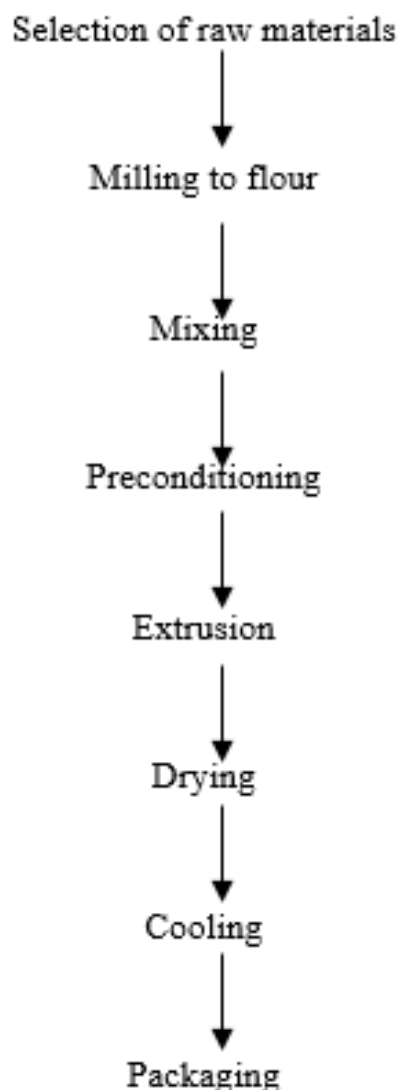 Selection of raw materials
Milling to flour
Mixing
Preconditioning
Extrusion
Drying
Cooling
Packaging